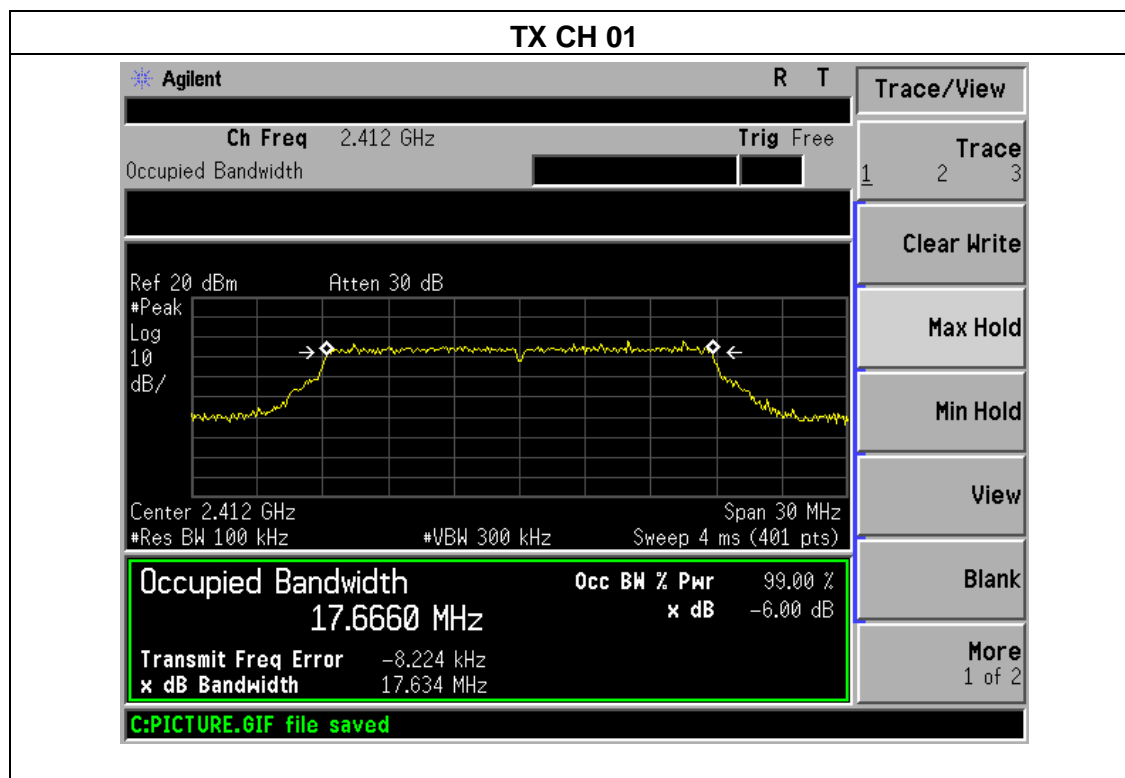 TX CH 01
Agilent R T
Trace/View
Ch Freq 2.412 GHz Trig Free
Occupied Bandwidth
Trace
1 2 3
Clear Write
Max Hold
Min Hold
View
Blank
More
1 of 2
Ref 20 dBm Atten 30 dB
#Peak
Log
10
dB/
Center 2.412 GHz Span 30 MHz
#Res BW 100 kHz #VBW 300 kHz Sweep 4 ms (401 pts)
Occupied Bandwidth Occ BW % Pwr 99.00 %
17.6660 MHz x dB -6.00 dB
Transmit Freq Error -8.224 kHz
x dB Bandwidth 17.634 MHz
C:PICTURE.GIF file saved